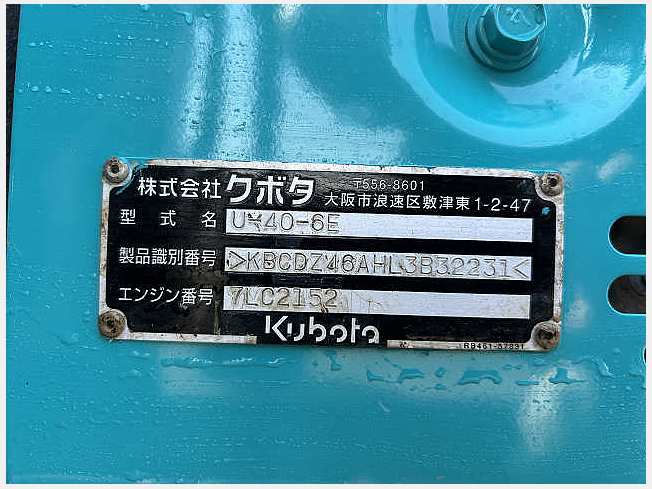 株式会社クボタ 〒556-8601
大阪市浪速区敷津東1-2-47
型式名 U-40-6E
製品識別番号 >KBCDZ46AHL3B32231<
エンジン番号 7LC2152
Kubota
RB461-57831